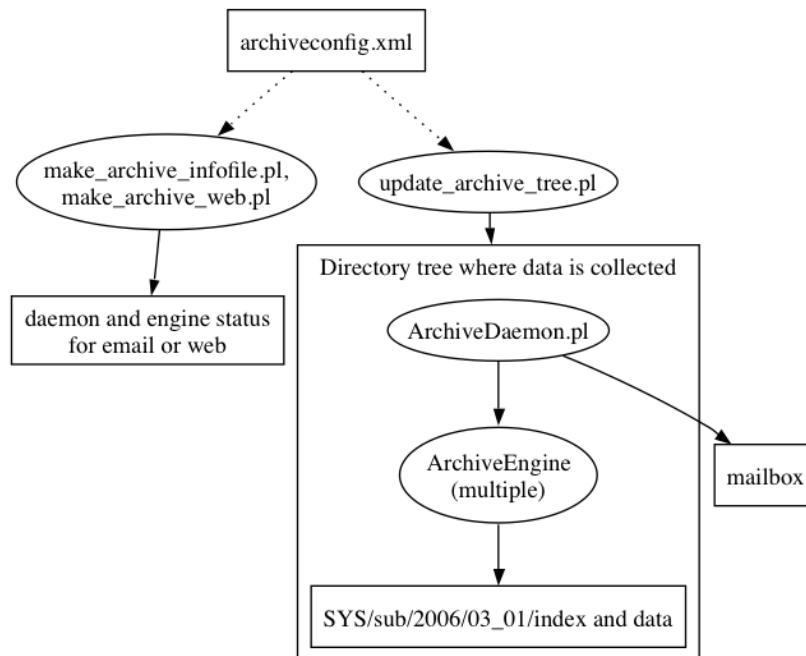 archiveconfig.xml
make_archive_infofile.pl,
make_archive_web.pl
update_archive_tree.pl
Directory tree where data is collected
daemon and engine status
for email or web
ArchiveDaemon.pl
ArchiveEngine
(multiple)
mailbox
SYS/sub/2006/03_01/index and data